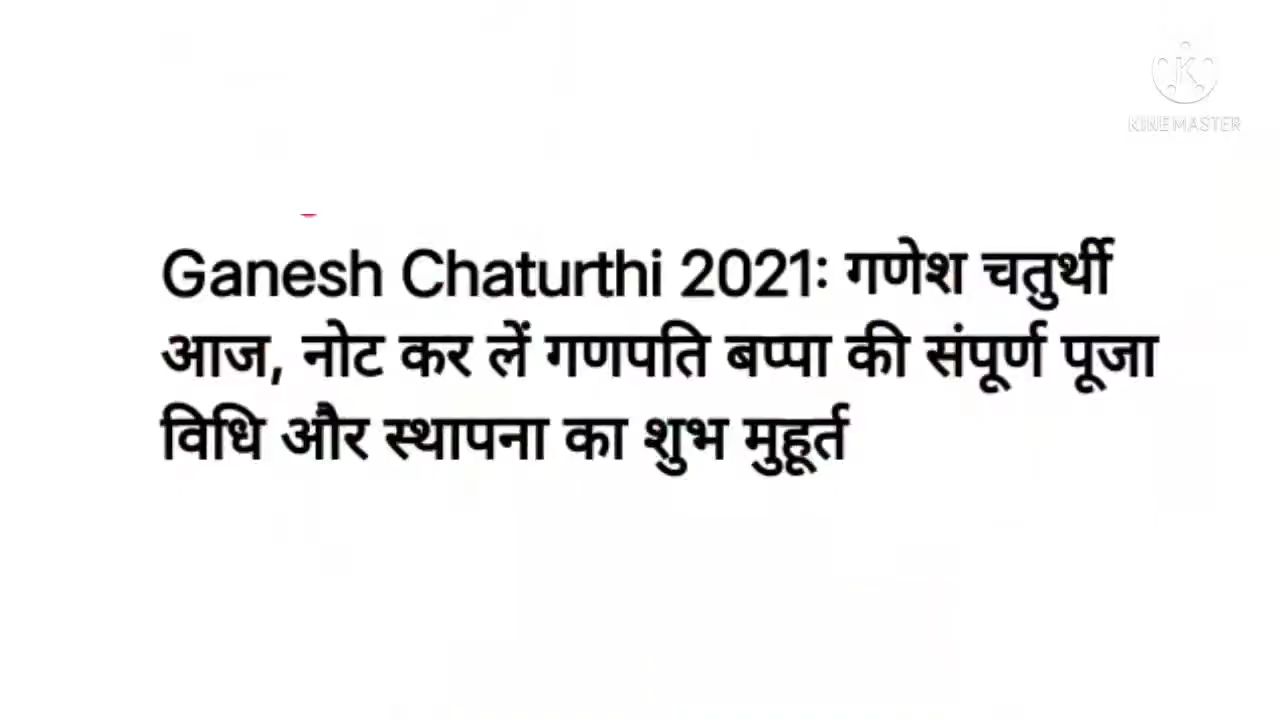 KINEMASTER
Ganesh Chaturthi 2021: गणेश चतुर्थी
आज, नोट कर लें गणपति बप्पा की संपूर्ण पूजा
विधि और स्थापना का शुभ मुहूर्त